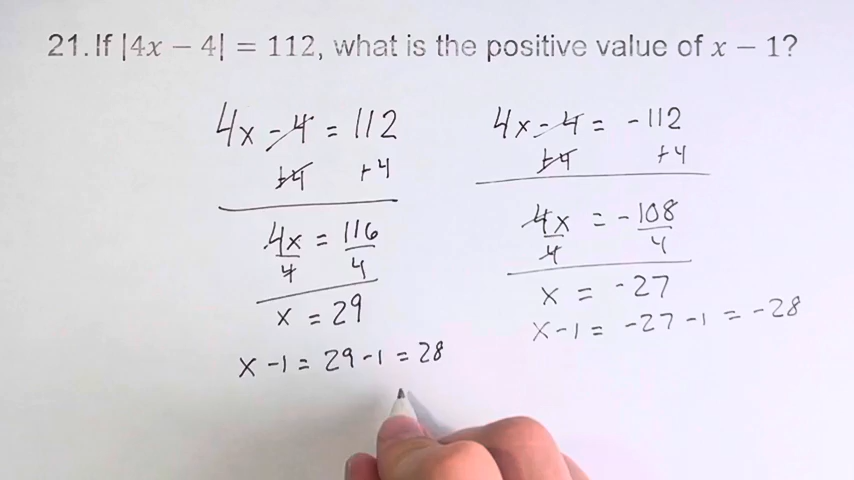 21. If |4x − 4| = 112, what is the positive value of x − 1?
4x - 4 = 112
+4 +4
4x/4 = 116/4
x = 29
x - 1 = 29 - 1 = 28
4x - 4 = -112
+4 +4
4x/4 = -108/4
x = -27
x - 1 = -27 - 1 = -28